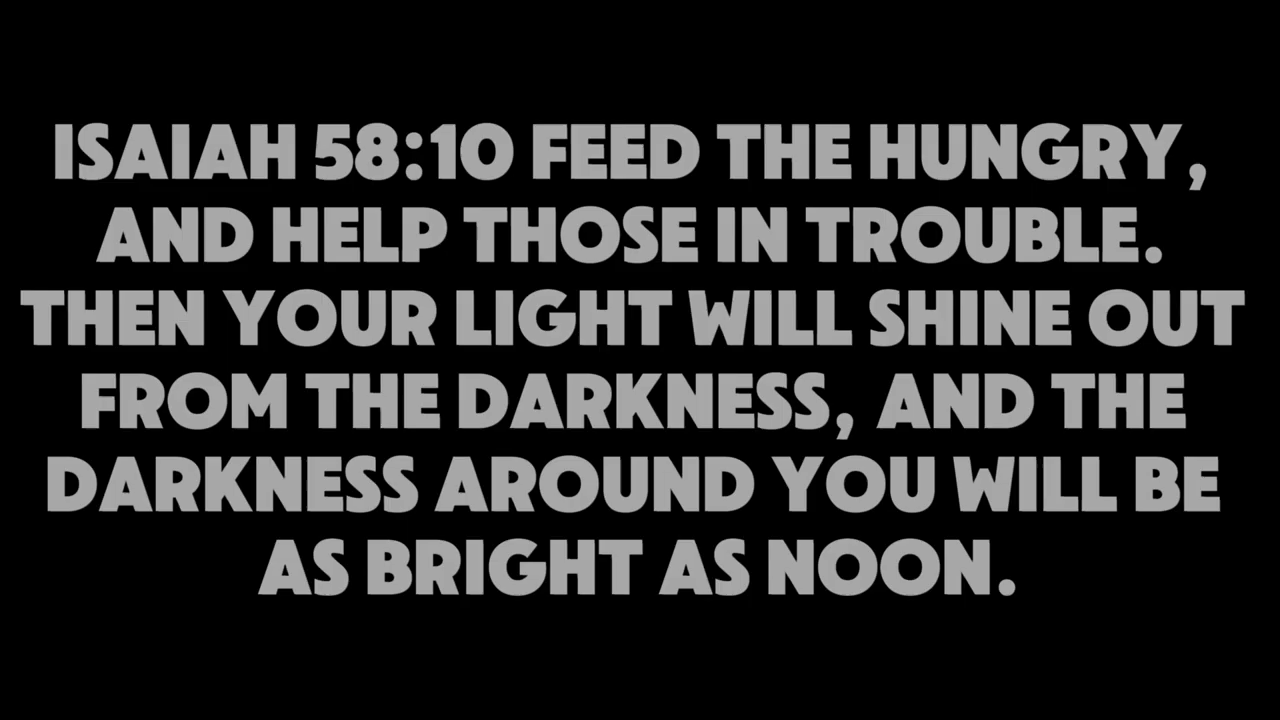 ISAIAH 58:10 FEED THE HUNGRY,
AND HELP THOSE IN TROUBLE.
THEN YOUR LIGHT WILL SHINE OUT
FROM THE DARKNESS, AND THE
DARKNESS AROUND YOU WILL BE
AS BRIGHT AS NOON.